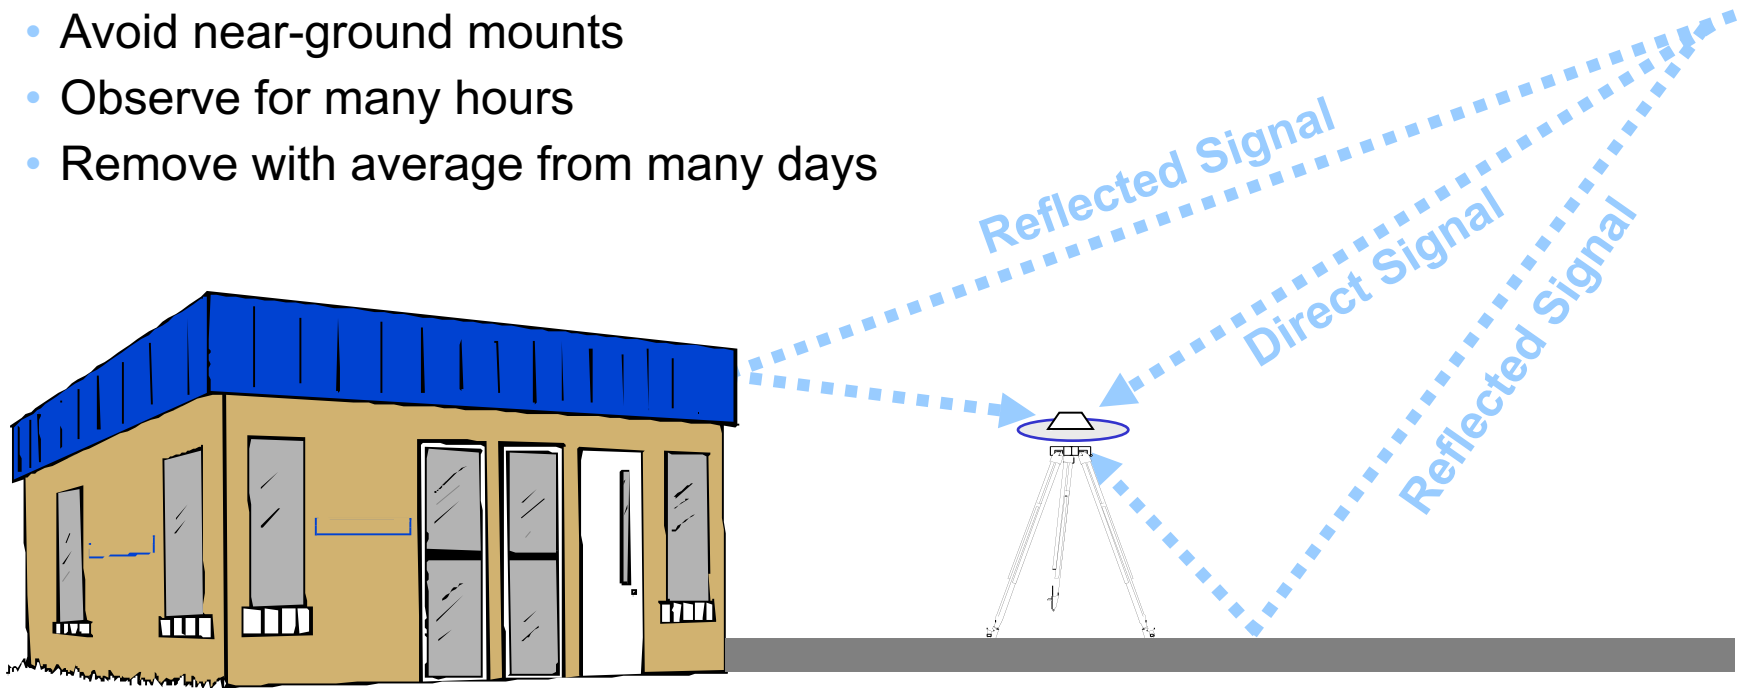 • Avoid near-ground mounts
• Observe for many hours
• Remove with average from many days
Reflected Signal
Direct Signal
Reflected Signal